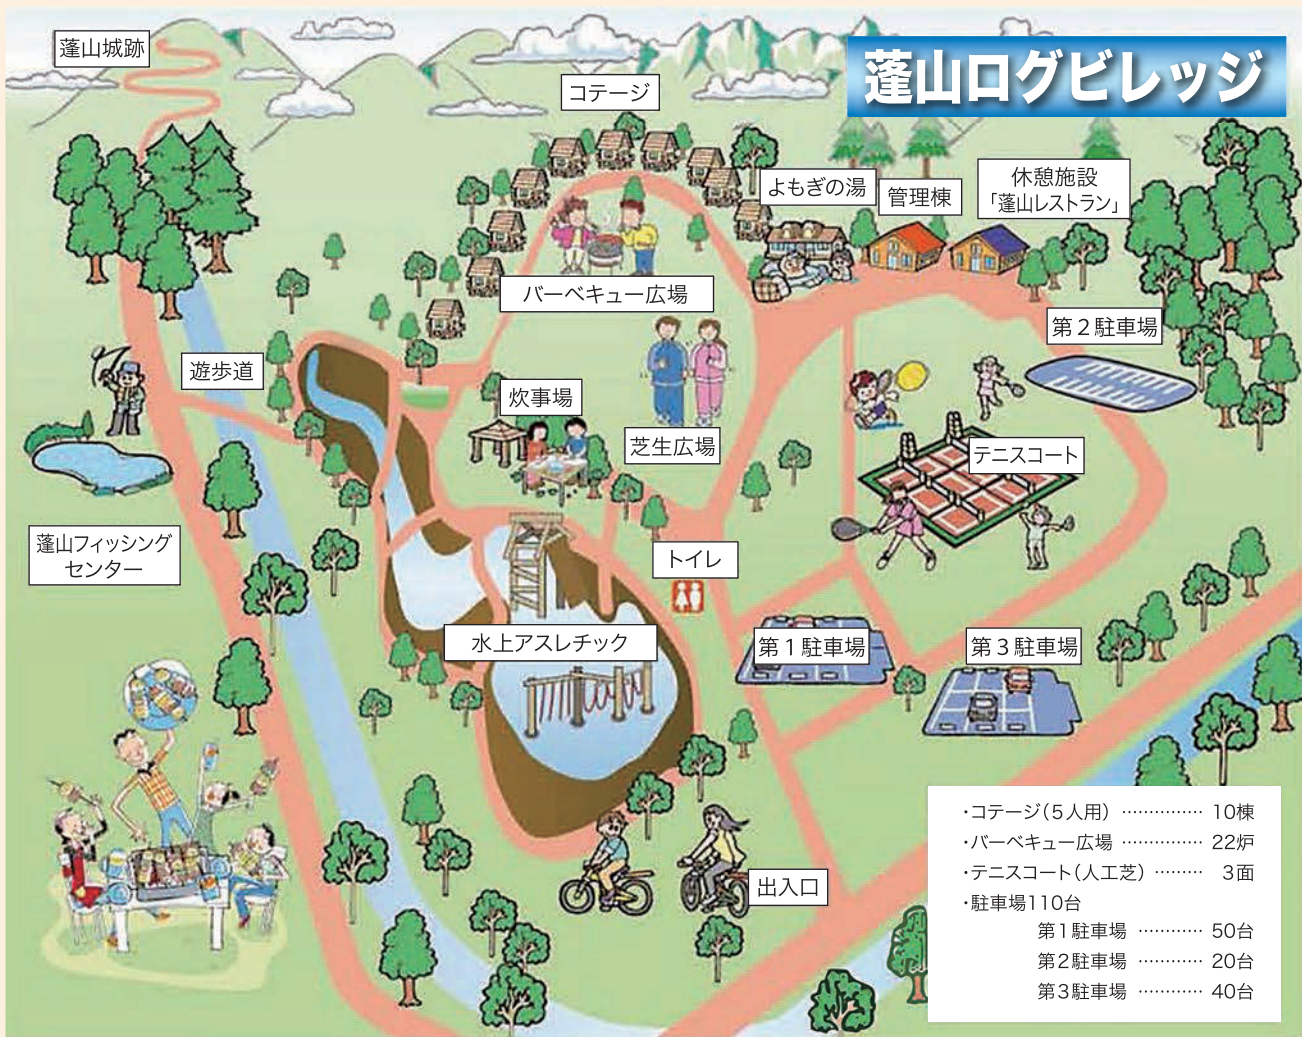 蓬山城跡
蓬山ログビレッジ
コテージ
よもぎの湯
管理棟
休憩施設
「蓬山レストラン」
バーベキュー広場
第2駐車場
遊歩道
炊事場
芝生広場
テニスコート
蓬山フィッシング
センター
トイレ
水上アスレチック
第1駐車場
第3駐車場
出入口
・コテージ(5人用) …………… 10棟
・バーベキュー広場 …………… 22炉
・テニスコート(人工芝) ……… 3面
・駐車場110台
第1駐車場 ………… 50台
第2駐車場 ………… 20台
第3駐車場 ………… 40台